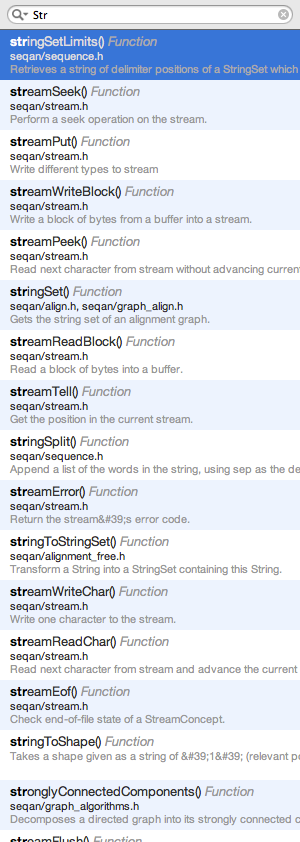 Str
stringSetLimits() Function
seqan/sequence.h
Retrieves a string of delimiter positions of a StringSet which
streamSeek() Function
seqan/stream.h
Perform a seek operation on the stream.
streamPut() Function
seqan/stream.h
Write different types to stream
streamWriteBlock() Function
seqan/stream.h
Write a block of bytes from a buffer into a stream.
streamPeek() Function
seqan/stream.h
Read next character from stream without advancing current
stringSet() Function
seqan/align.h, seqan/graph_align.h
Gets the string set of an alignment graph.
streamReadBlock() Function
seqan/stream.h
Read a block of bytes into a buffer.
streamTell() Function
seqan/stream.h
Get the position in the current stream.
stringSplit() Function
seqan/sequence.h
Append a list of the words in the string, using sep as the de
streamError() Function
seqan/stream.h
Return the stream&#39;s error code.
stringToStringSet() Function
seqan/alignment_free.h
Transform a String into a StringSet containing this String.
streamWriteChar() Function
seqan/stream.h
Write one character to the stream.
streamReadChar() Function
seqan/stream.h
Read next character from stream and advance the current
streamEof() Function
seqan/stream.h
Check end-of-file state of a StreamConcept.
stringToShape() Function
Takes a shape given as a string of &#39;1&#39; (relevant po
stronglyConnectedComponents() Function
seqan/graph_algorithms.h
Decomposes a directed graph into its strongly connected c
streamFlush() Function